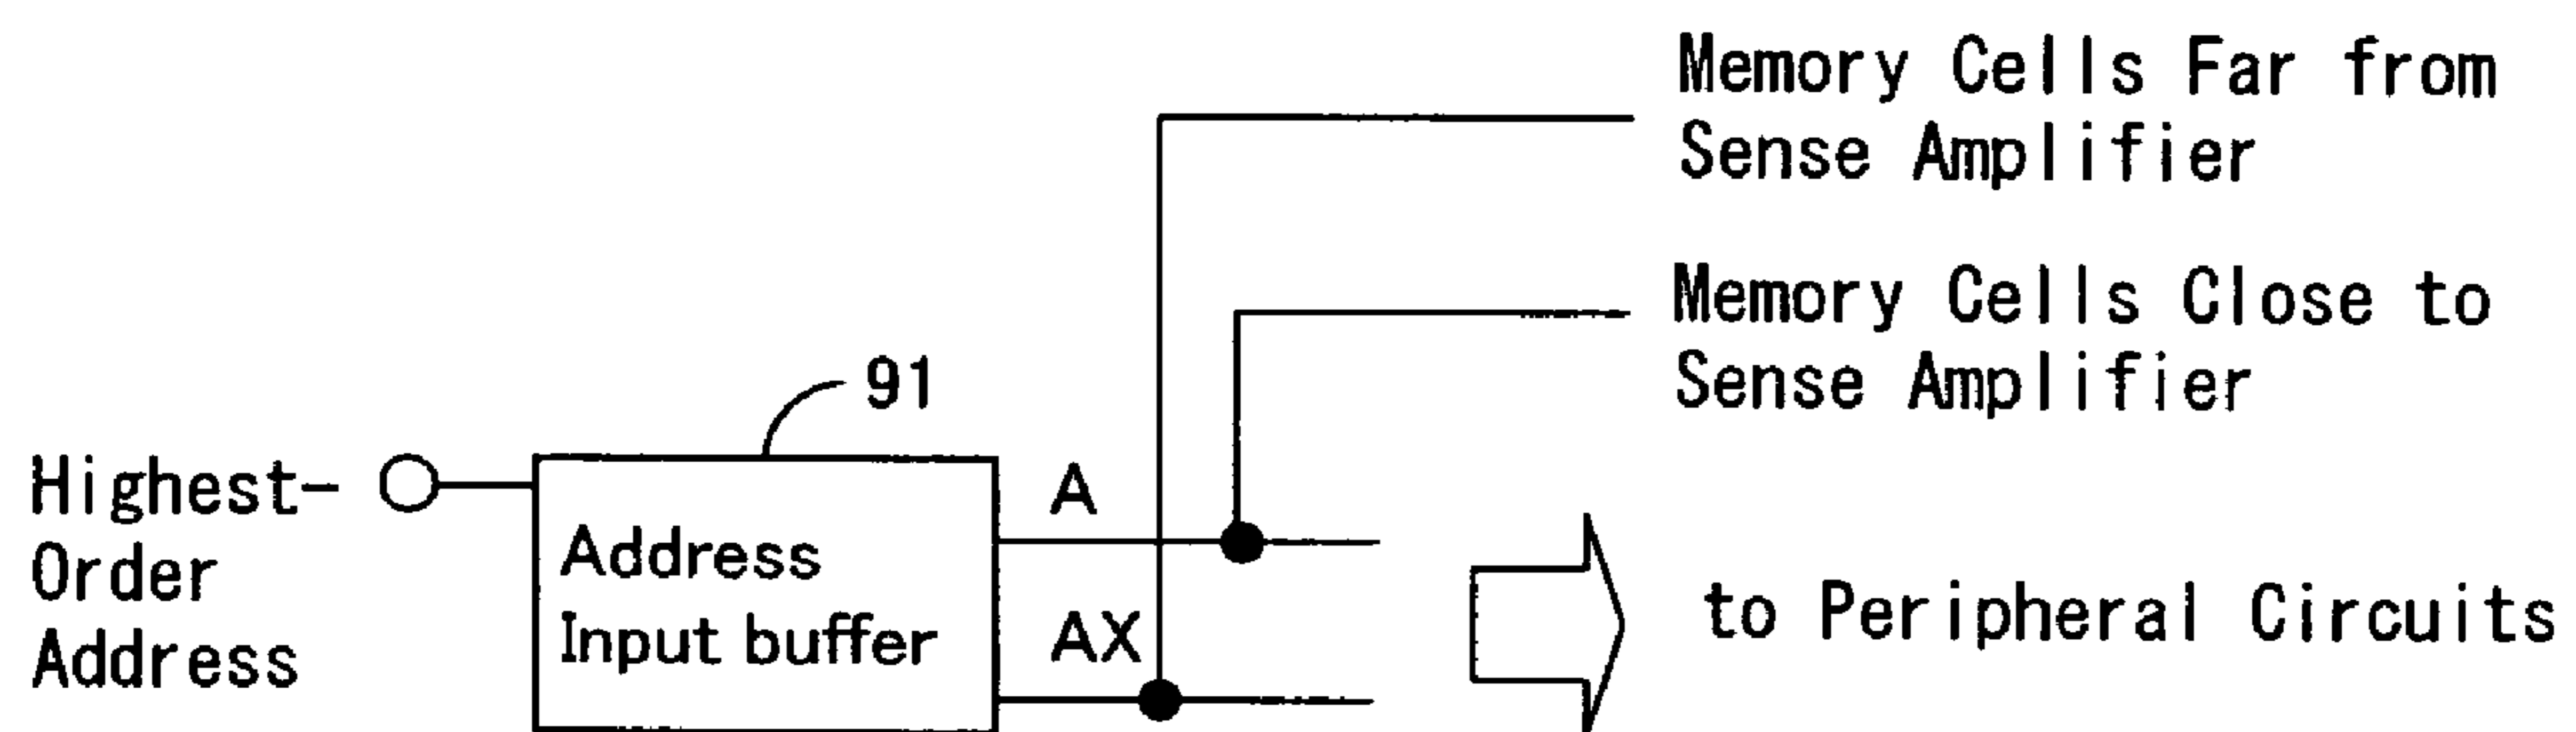 Memory Cells Far from
Sense Amplifier
Memory Cells Close to
Sense Amplifier
91
Highest-
Order
Address
Address
Input buffer
A
AX
to Peripheral Circuits